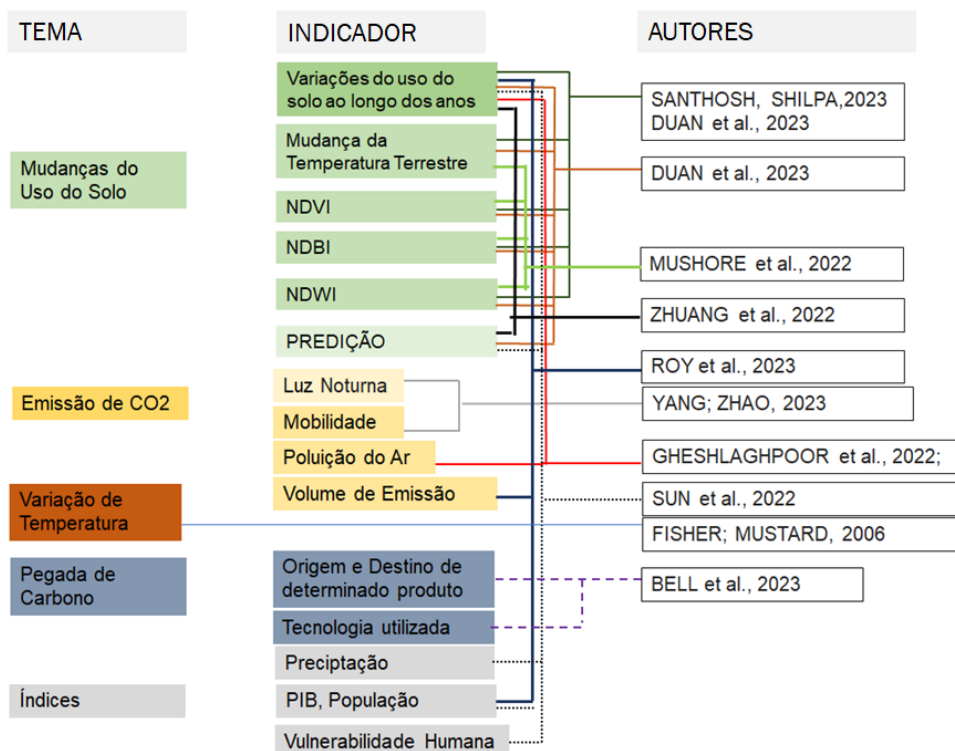 TEMA
INDICADOR
AUTORES
Mudanças do
Uso do Solo
Emissão de CO2
Variação de
Temperatura
Pegada de
Carbono
Índices
Variações do uso do
solo ao longo dos anos
Mudança da
Temperatura Terrestre
NDVI
NDBI
NDWI
PREDIÇÃO
Luz Noturna
Mobilidade
Poluição do Ar
Volume de Emissão
Origem e Destino de
determinado produto
Tecnologia utilizada
Preciptação
PIB, População
Vulnerabilidade Humana
SANTHOSH, SHILPA,2023
DUAN et al., 2023
DUAN et al., 2023
MUSHORE et al., 2022
ZHUANG et al., 2022
ROY et al., 2023
YANG; ZHAO, 2023
GHESHLAGHPOOR et al., 2022;
SUN et al., 2022
FISHER; MUSTARD, 2006
BELL et al., 2023